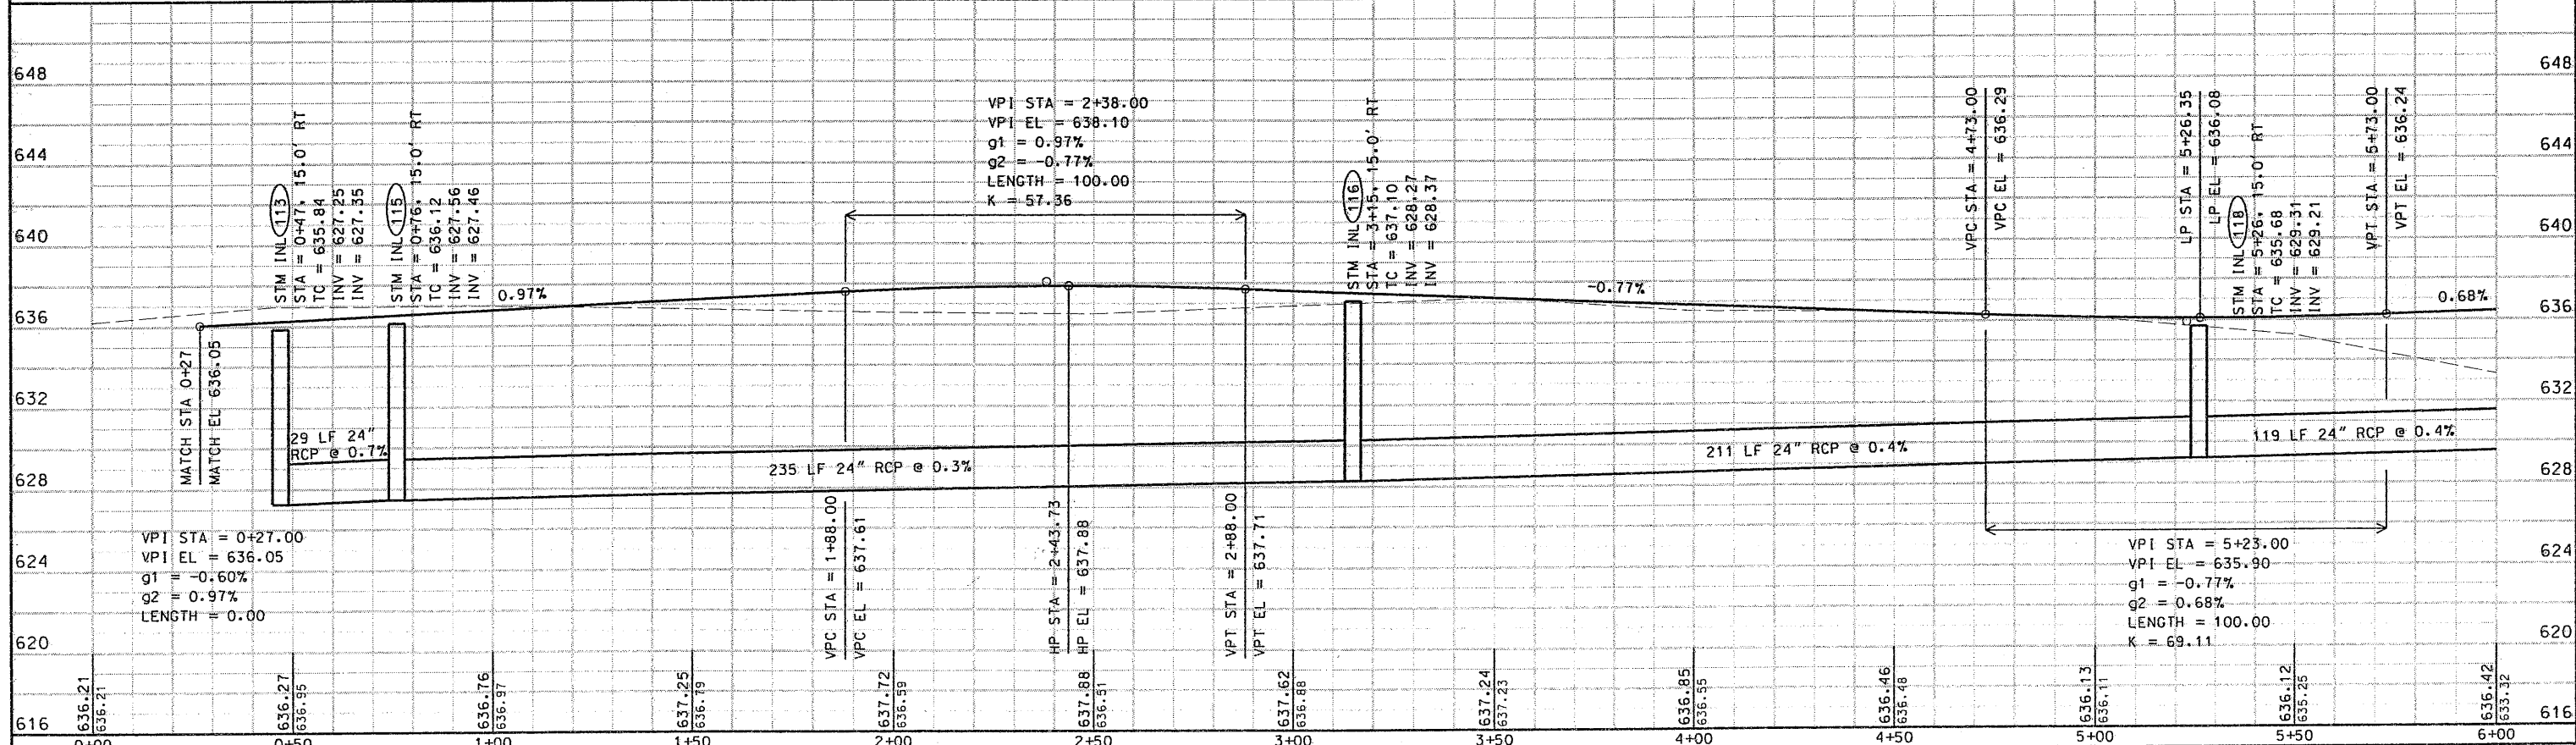 648
644
640
636
632
628
624
620
616
648
644
640
636
632
628
624
620
616
STM INL 113
STA = 0+47, 15.0' RT
TC = 635.84
INV = 627.25
INV = 627.35
STM INL 115
STA = 0+76, 15.0' RT
TC = 636.12
INV = 627.56
INV = 627.46
0.97%
VPI STA = 2+38.00
VPI EL = 638.10
g1 = 0.97%
g2 = -0.77%
LENGTH = 100.00
K = 57.36
STM INL 116
STA = 3+15, 15.0' RT
TC = 637.10
INV = 628.27
INV = 628.37
-0.77%
VPC STA = 4+73.00
VPC EL = 636.29
LP STA = 5+26.35
LP EL = 636.08
STM INL 118
STA = 5+26, 15.0' RT
TC = 635.68
INV = 629.31
INV = 629.21
VPT STA = 5+73.00
VPT EL = 636.24
0.68%
MATCH STA 0+27
MATCH EL 636.05
29 LF 24"
RCP @ 0.7%
235 LF 24" RCP @ 0.3%
211 LF 24" RCP @ 0.4%
119 LF 24" RCP @ 0.4%
VPI STA = 0+27.00
VPI EL = 636.05
g1 = -0.60%
g2 = 0.97%
LENGTH = 0.00
VPC STA = 1+88.00
VPC EL = 637.61
HP STA = 2+43.73
HP EL = 637.88
VPT STA = 2+88.00
VPT EL = 637.71
VPI STA = 5+23.00
VPI EL = 635.90
g1 = -0.77%
g2 = 0.68%
LENGTH = 100.00
K = 69.11
636.21
636.21
636.27
636.95
636.76
636.97
637.25
636.79
637.72
636.59
637.88
636.51
637.62
636.88
637.24
637.23
636.85
636.55
636.46
636.48
636.13
636.11
636.12
635.25
636.42
633.32
0+00
0+50
1+00
1+50
2+00
2+50
3+00
3+50
4+00
4+50
5+00
5+50
6+00